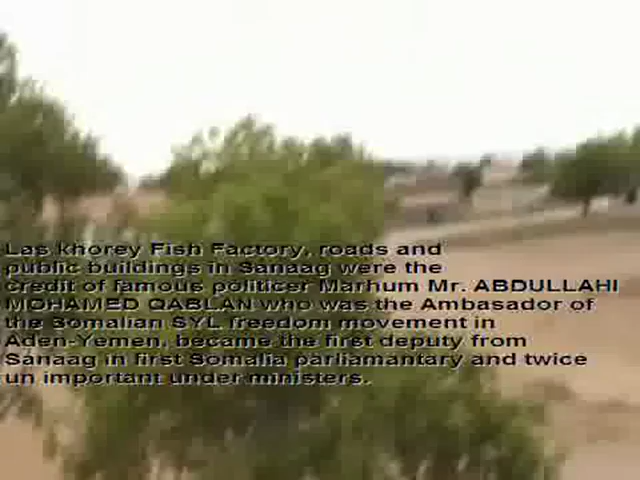 Las khorey Fish Factory, roads and
public buildings in Sanaag were the
credit of famous politicer Marhum Mr. ABDULLAHI
MOHAMED QABLAN who was the Ambasador of
the Somalian SYL freedom movement in
Aden-Yemen, became the first deputy from
Sanaag in first Somalia parliamantary and twice
un important under ministers.